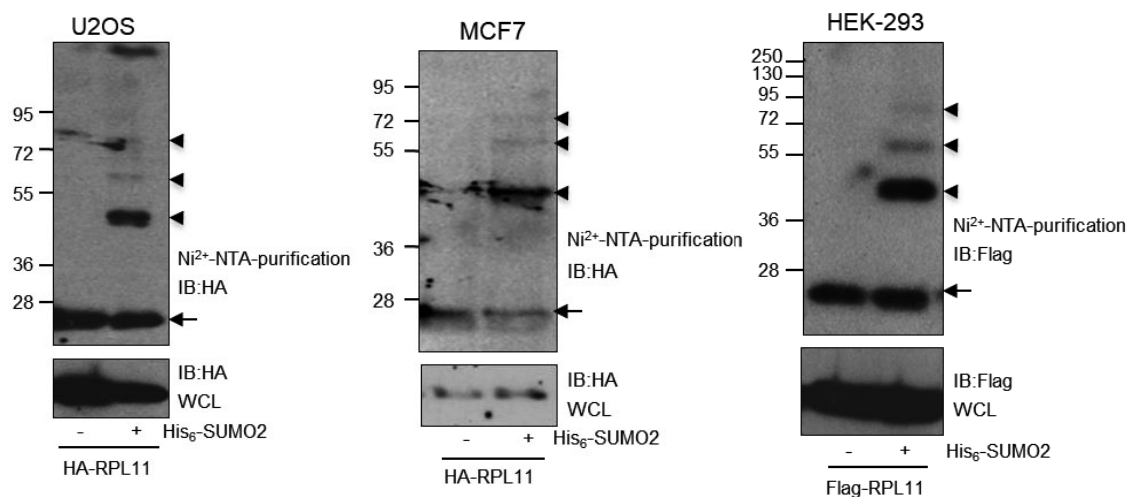 U2OS
95
72
55
36
28
Ni²⁺-NTA-purification
IB:HA
IB:HA
WCL
- + His₆-SUMO2
HA-RPL11
MCF7
95
72
55
36
28
Ni²⁺-NTA-purification
IB:HA
IB:HA
WCL
- + His₆-SUMO2
HA-RPL11
HEK-293
250
130
95
72
55
36
28
Ni²⁺-NTA-purification
IB:Flag
IB:Flag
WCL
- + His₆-SUMO2
Flag-RPL11